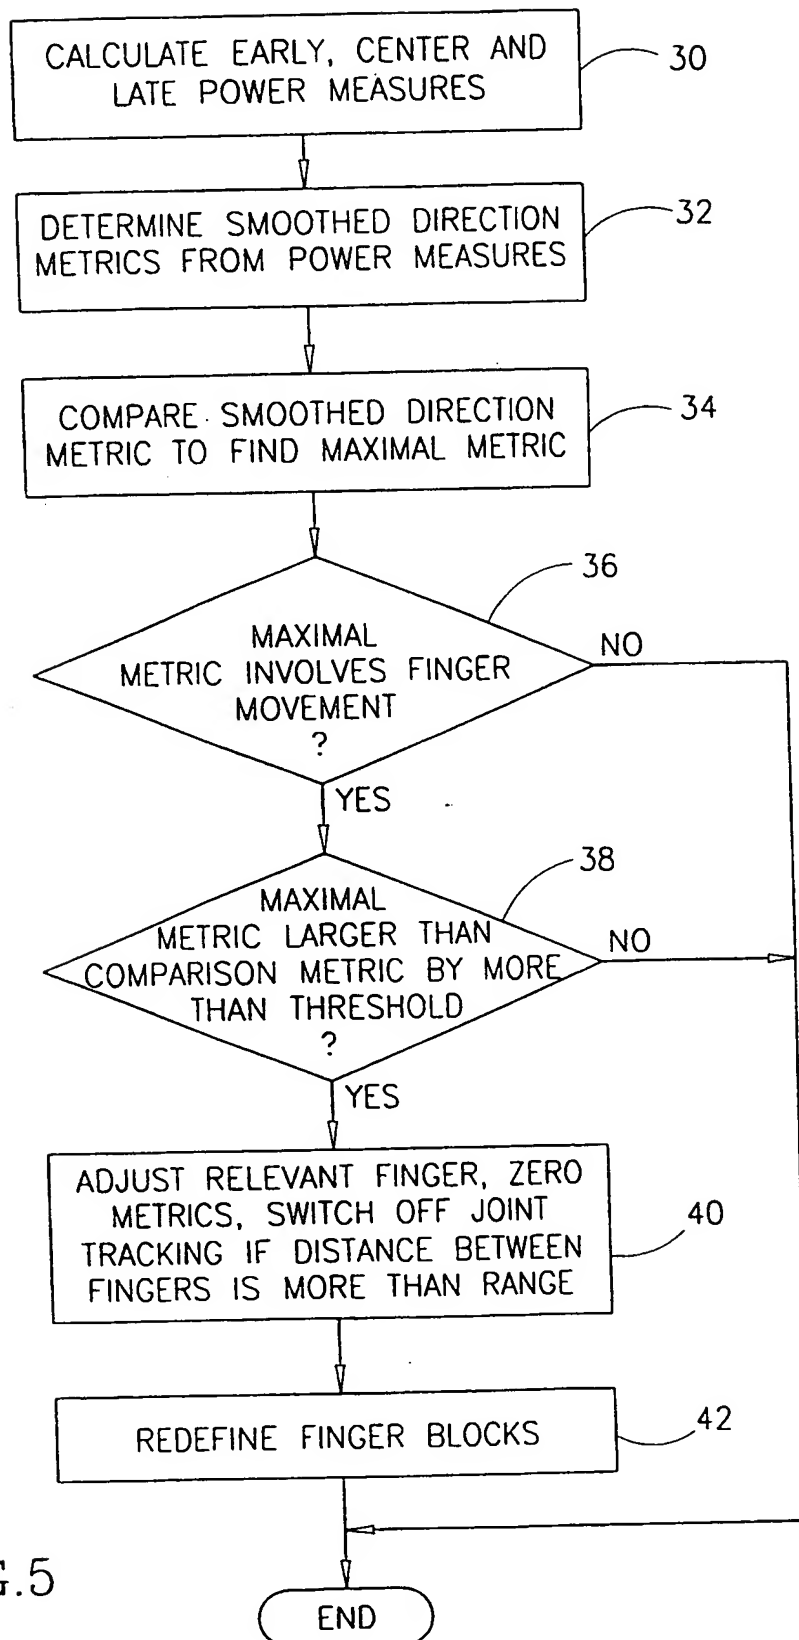 CALCULATE EARLY, CENTER AND
LATE POWER MEASURES
30
DETERMINE SMOOTHED DIRECTION
METRICS FROM POWER MEASURES
32
COMPARE SMOOTHED DIRECTION
METRIC TO FIND MAXIMAL METRIC
34
36
MAXIMAL
METRIC INVOLVES FINGER
MOVEMENT
?
NO
YES
38
MAXIMAL
METRIC LARGER THAN
COMPARISON METRIC BY MORE
THAN THRESHOLD
?
NO
YES
ADJUST RELEVANT FINGER, ZERO
METRICS, SWITCH OFF JOINT
TRACKING IF DISTANCE BETWEEN
FINGERS IS MORE THAN RANGE
40
REDEFINE FINGER BLOCKS
42
G.5
END